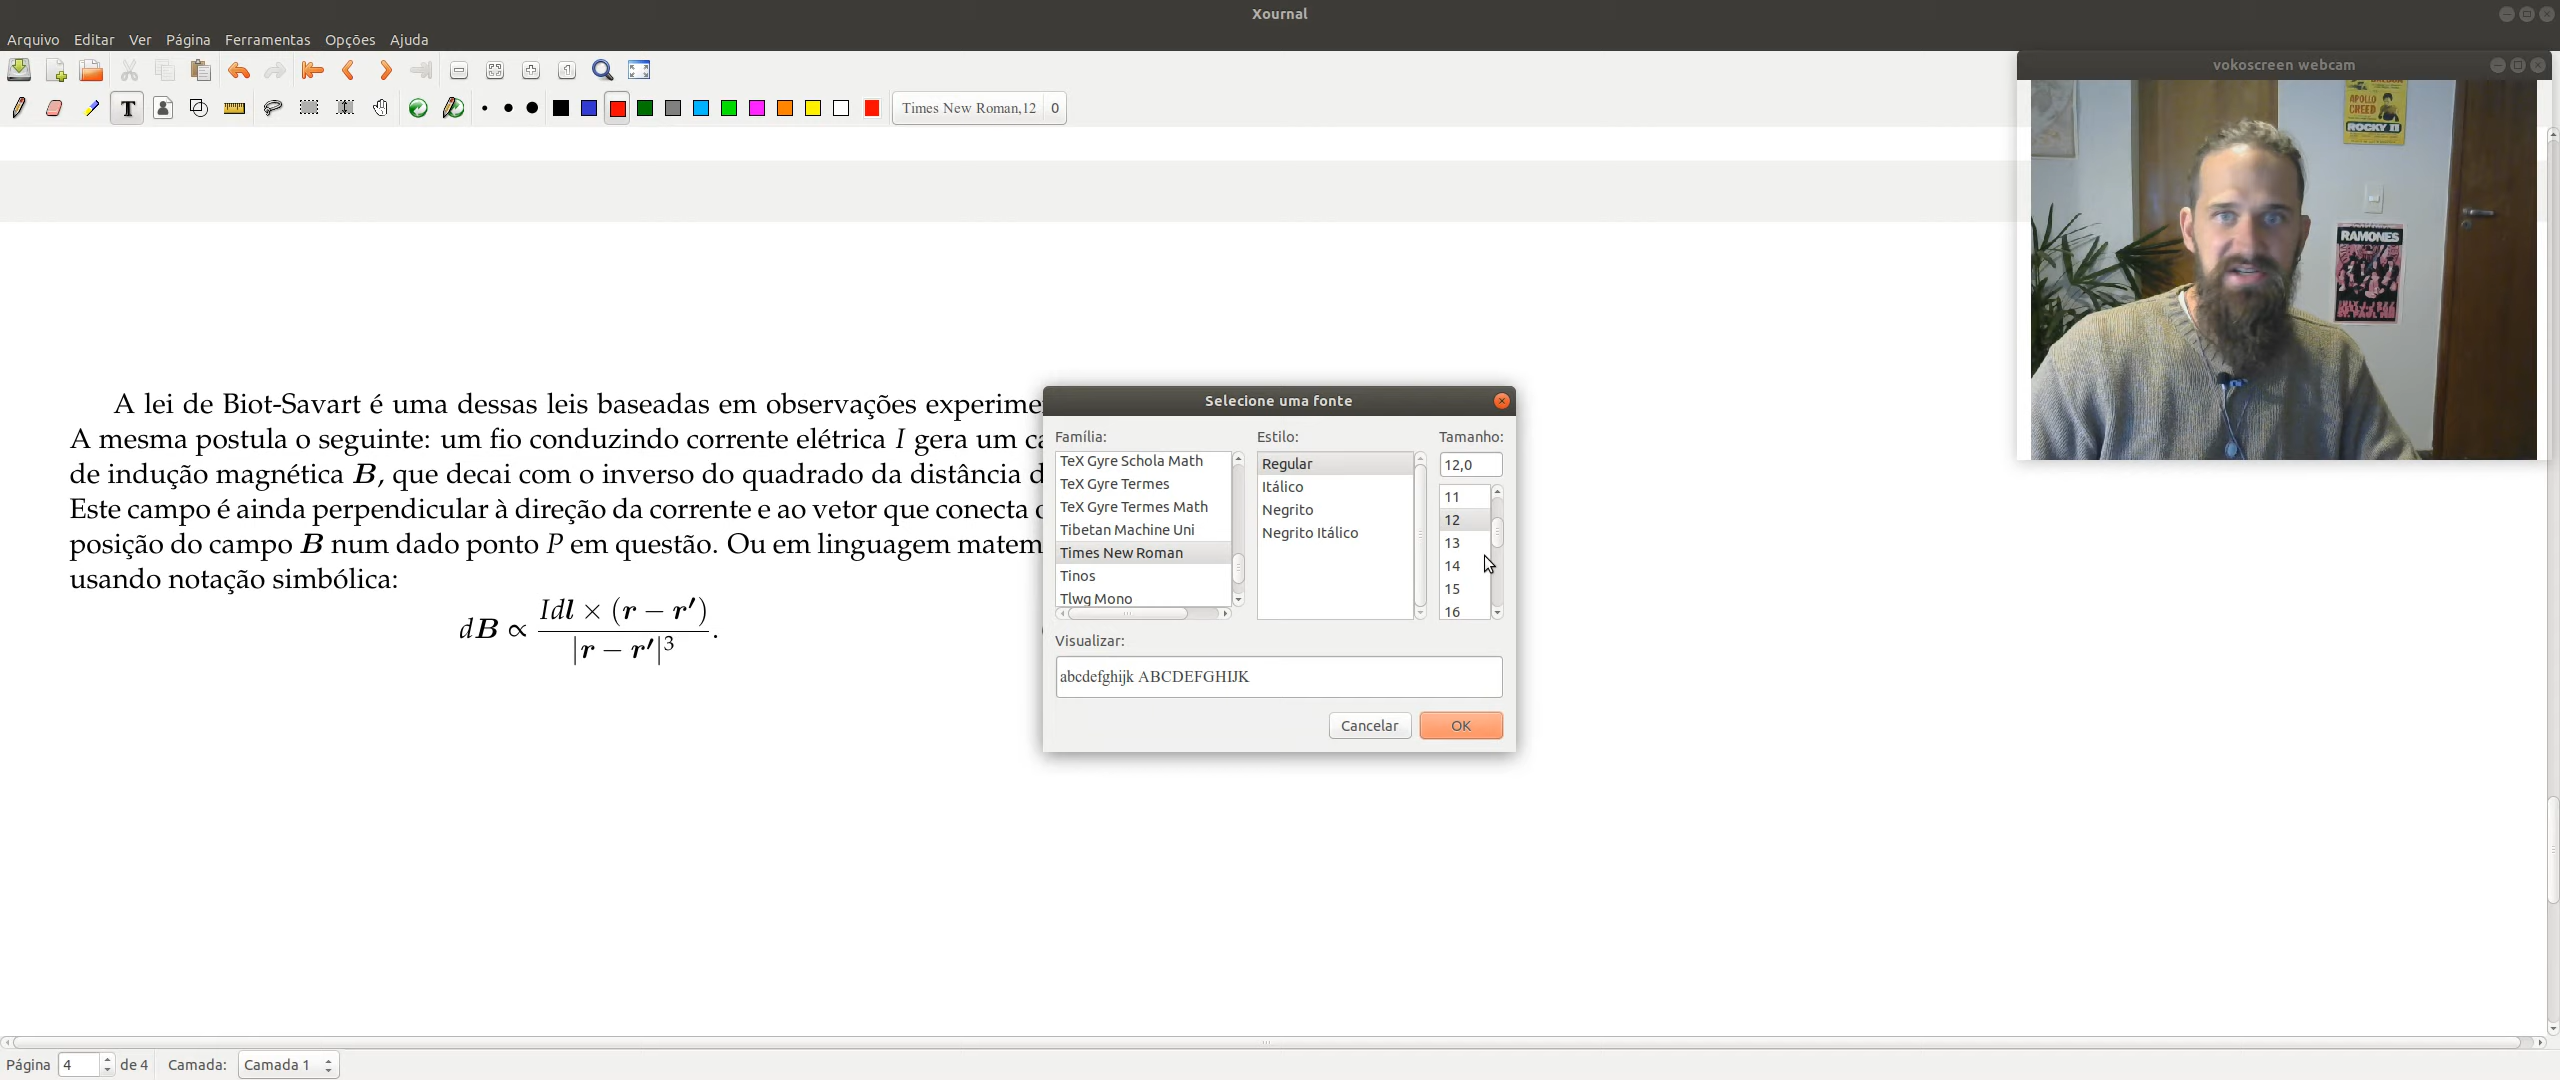 Xournal
Arquivo Editar Ver Página Ferramentas Opções Ajuda
vokoscreen webcam
T
Times New Roman,12 0
APOLLO CREED
ROCKY II
RAMONES
A lei de Biot-Savart é uma dessas leis baseadas em observações experime
A mesma postula o seguinte: um fio conduzindo corrente elétrica I gera um ca
de indução magnética B, que decai com o inverso do quadrado da distância d
Este campo é ainda perpendicular à direção da corrente e ao vetor que conecta o
posição do campo B num dado ponto P em questão. Ou em linguagem matem
usando notação simbólica:
dB ∝ Idl × (r − r′) / |r − r′|³.
Selecione uma fonte
Família: Estilo: Tamanho:
TeX Gyre Schola Math
TeX Gyre Termes
TeX Gyre Termes Math
Tibetan Machine Uni
Times New Roman
Tinos
Tlwg Mono
Regular
Itálico
Negrito
Negrito Itálico
12,0
11
12
13
14
15
16
Visualizar:
abcdefghijk ABCDEFGHIJK
Cancelar OK
Página 4 de 4 Camada: Camada 1